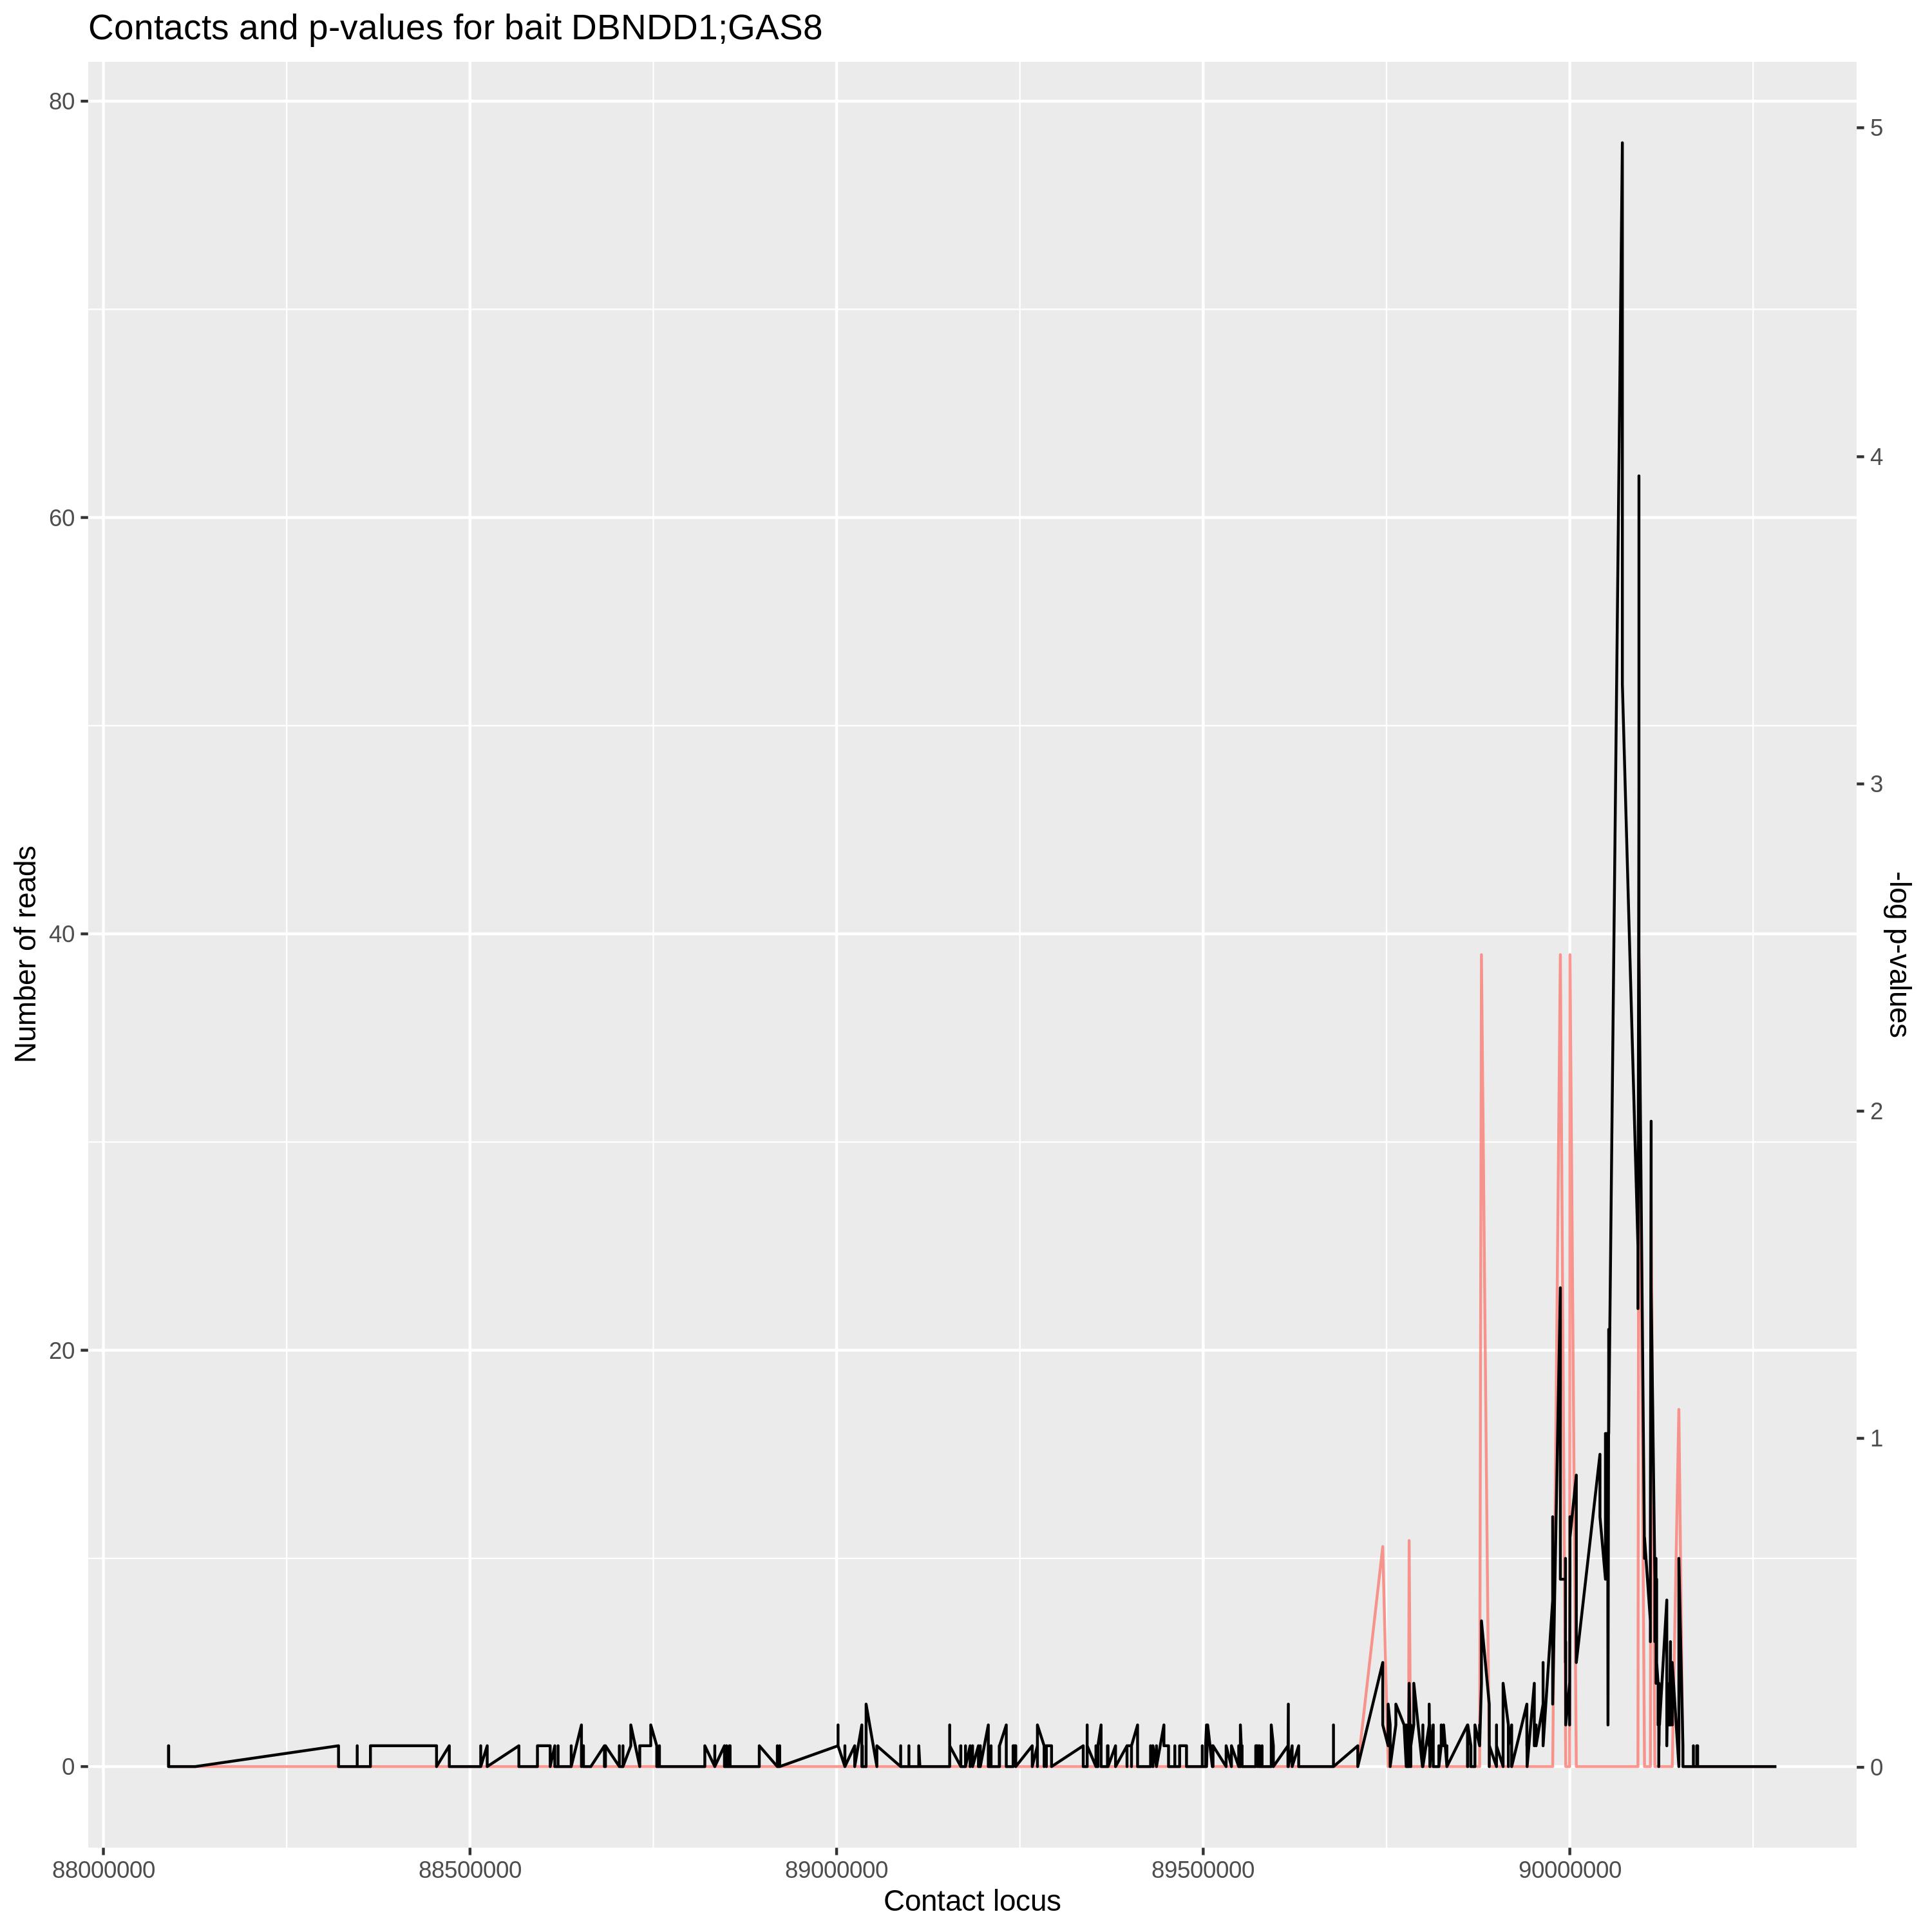 Contacts and p-values for bait DBNDD1;GAS8
80
60
40
20
0
Number of reads
5
4
3
2
1
0
-log p-values
88000000 88500000 89000000 89500000 90000000
Contact locus